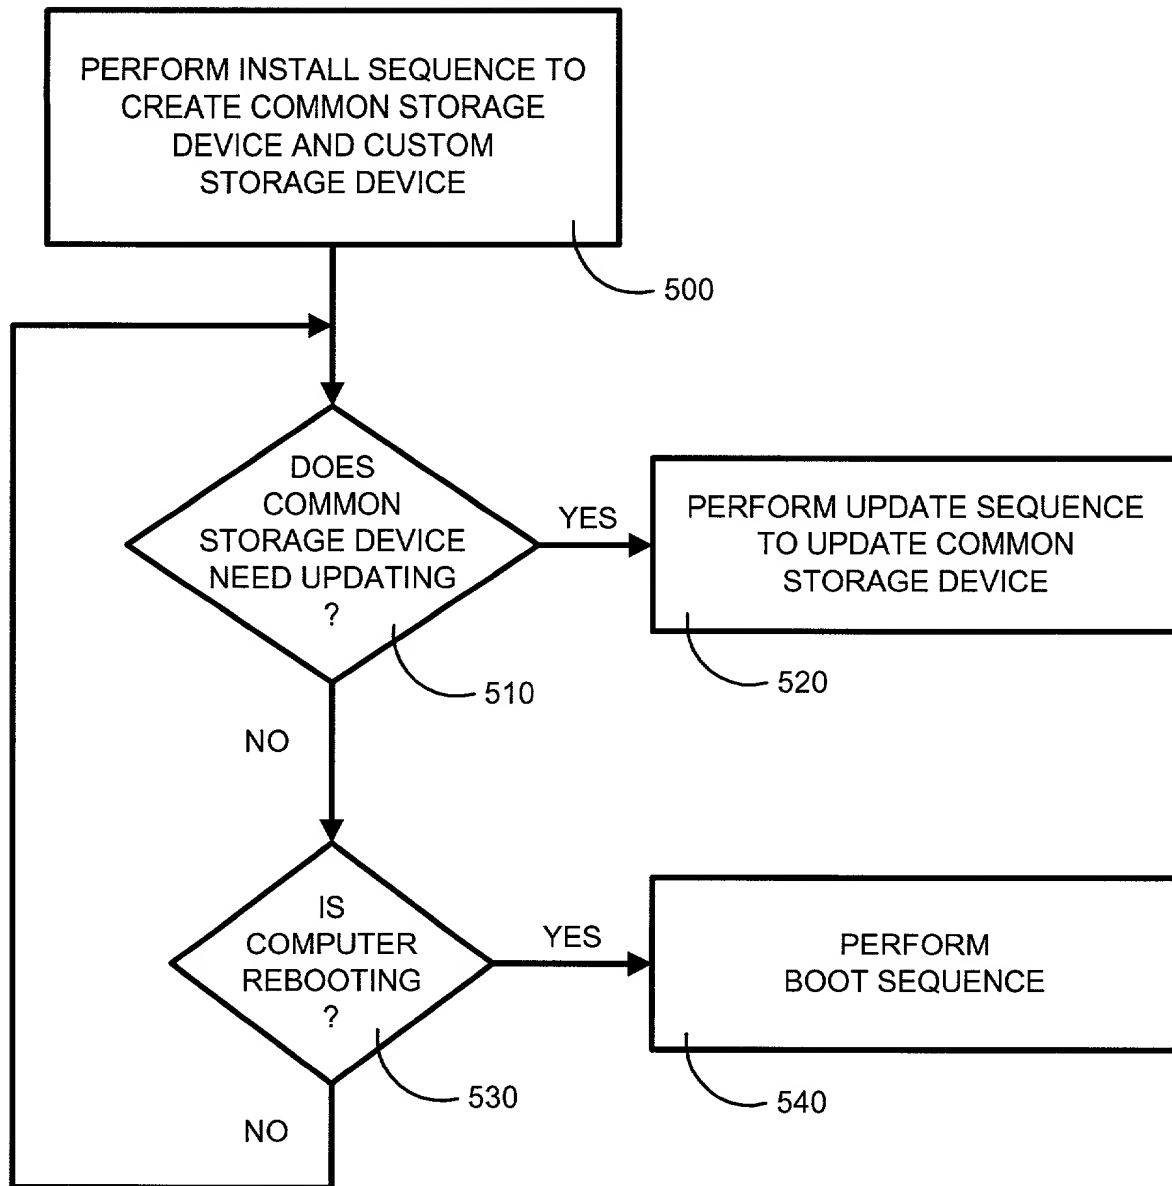 PERFORM INSTALL SEQUENCE TO
CREATE COMMON STORAGE
DEVICE AND CUSTOM
STORAGE DEVICE
500
DOES
COMMON
STORAGE DEVICE
NEED UPDATING
?
510
YES
PERFORM UPDATE SEQUENCE
TO UPDATE COMMON
STORAGE DEVICE
520
NO
IS
COMPUTER
REBOOTING
?
530
YES
PERFORM
BOOT SEQUENCE
540
NO